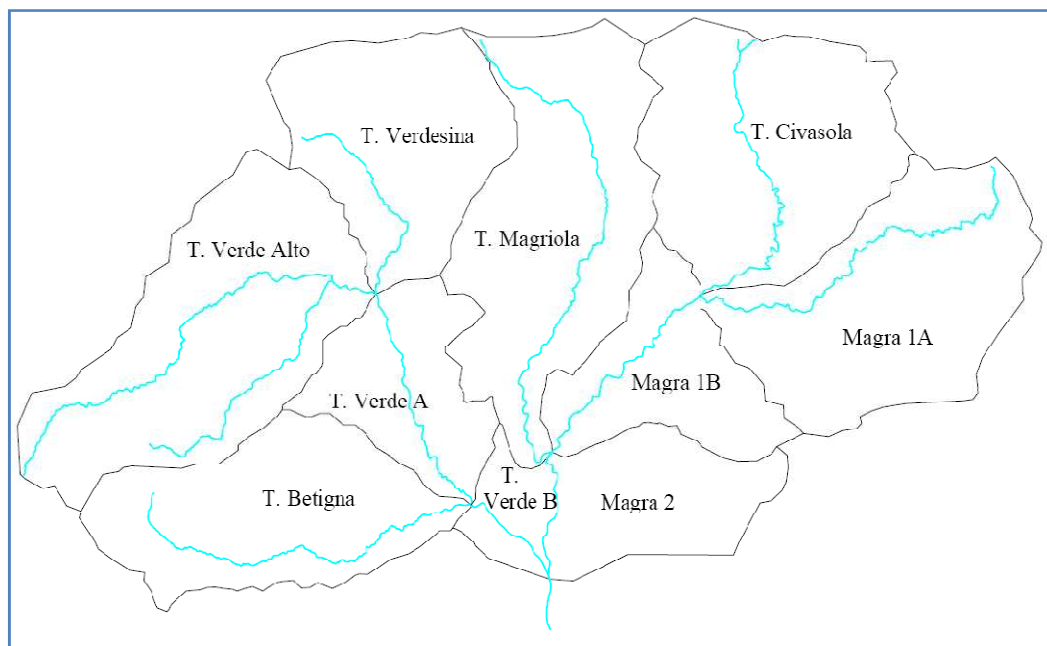 T. Verdesina
T. Civasola
T. Verde Alto
T. Magriola
Magra 1A
Magra 1B
T. Verde A
T. Betigna
T.
Verde B
Magra 2